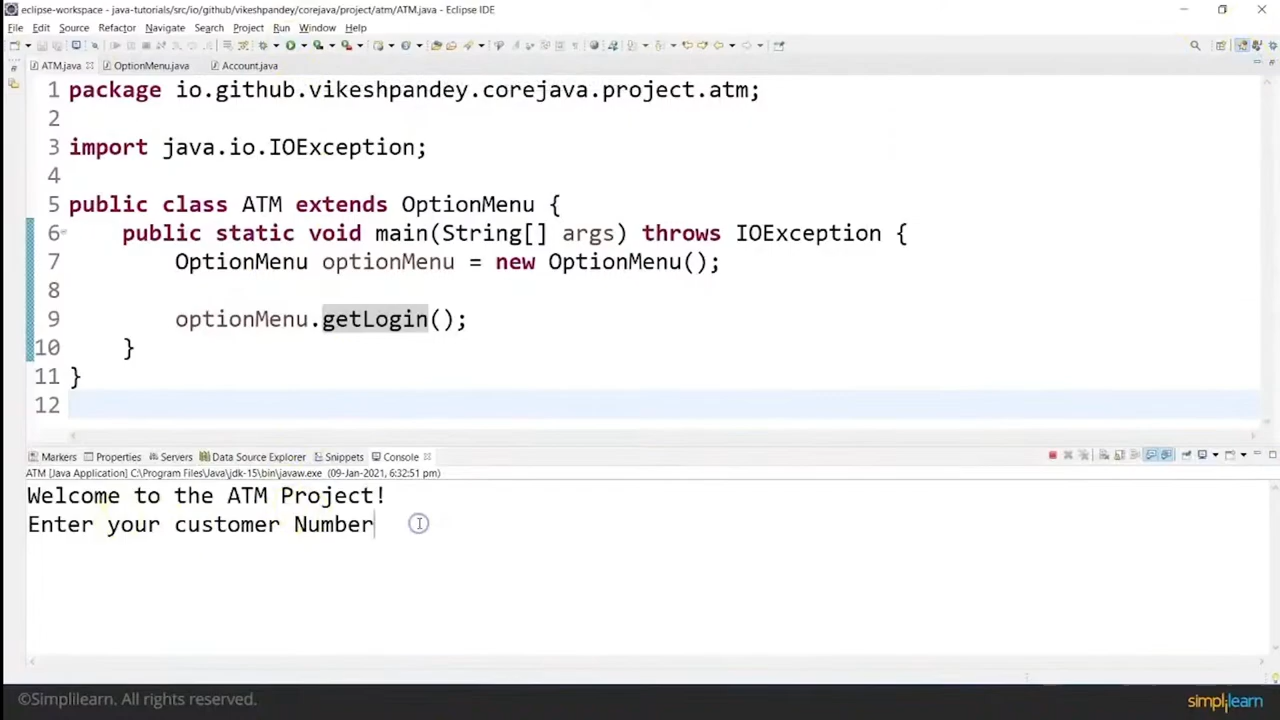 eclipse-workspace - java-tutorials/src/io/github/vikeshpandey/corejava/project/atm/ATM.java - Eclipse IDE
File Edit Source Refactor Navigate Search Project Run Window Help
ATM.java OptionMenu.java Account.java
1 package io.github.vikeshpandey.corejava.project.atm;
2
3 import java.io.IOException;
4
5 public class ATM extends OptionMenu {
6 public static void main(String[] args) throws IOException {
7 OptionMenu optionMenu = new OptionMenu();
8
9 optionMenu.getLogin();
10 }
11 }
12
Markers Properties Servers Data Source Explorer Snippets Console
ATM [Java Application] C:\Program Files\Java\jdk-15\bin\javaw.exe (09-Jan-2021, 6:32:51 pm)
Welcome to the ATM Project!
Enter your customer Number
©Simplilearn. All rights reserved.
simplilearn